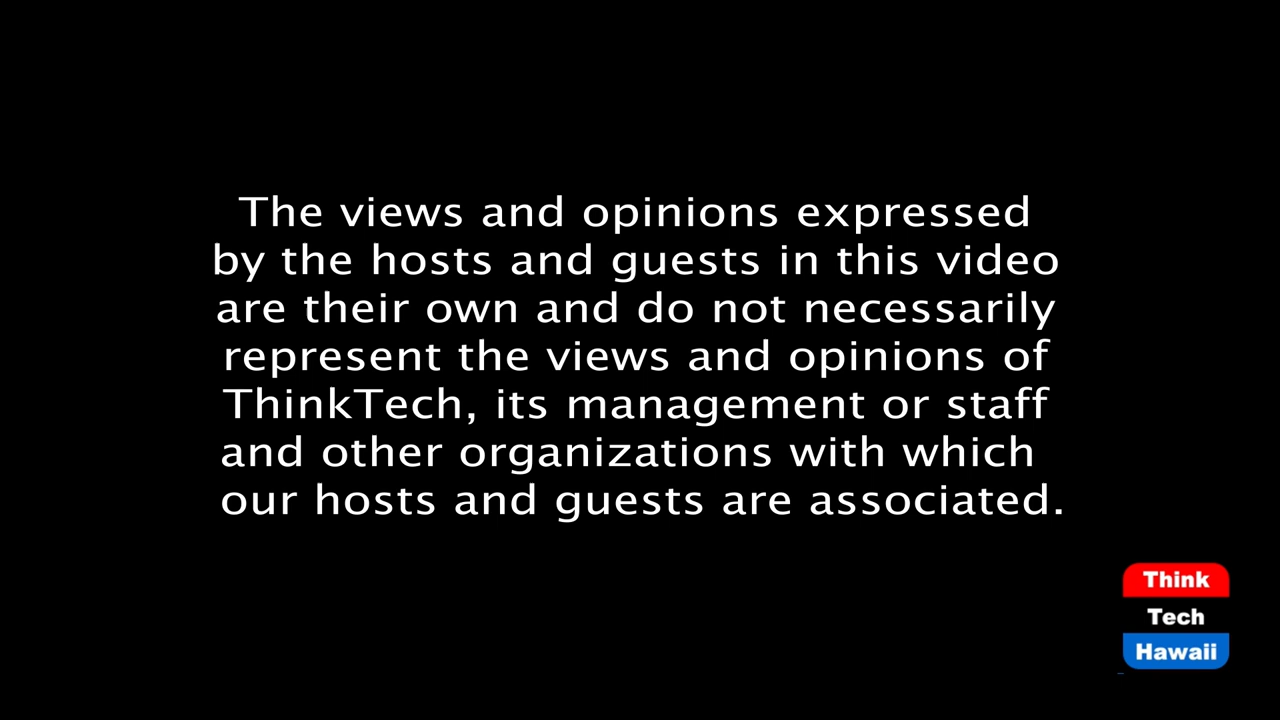 The views and opinions expressed
by the hosts and guests in this video
are their own and do not necessarily
represent the views and opinions of
ThinkTech, its management or staff
and other organizations with which
our hosts and guests are associated.
Think
Tech
Hawaii